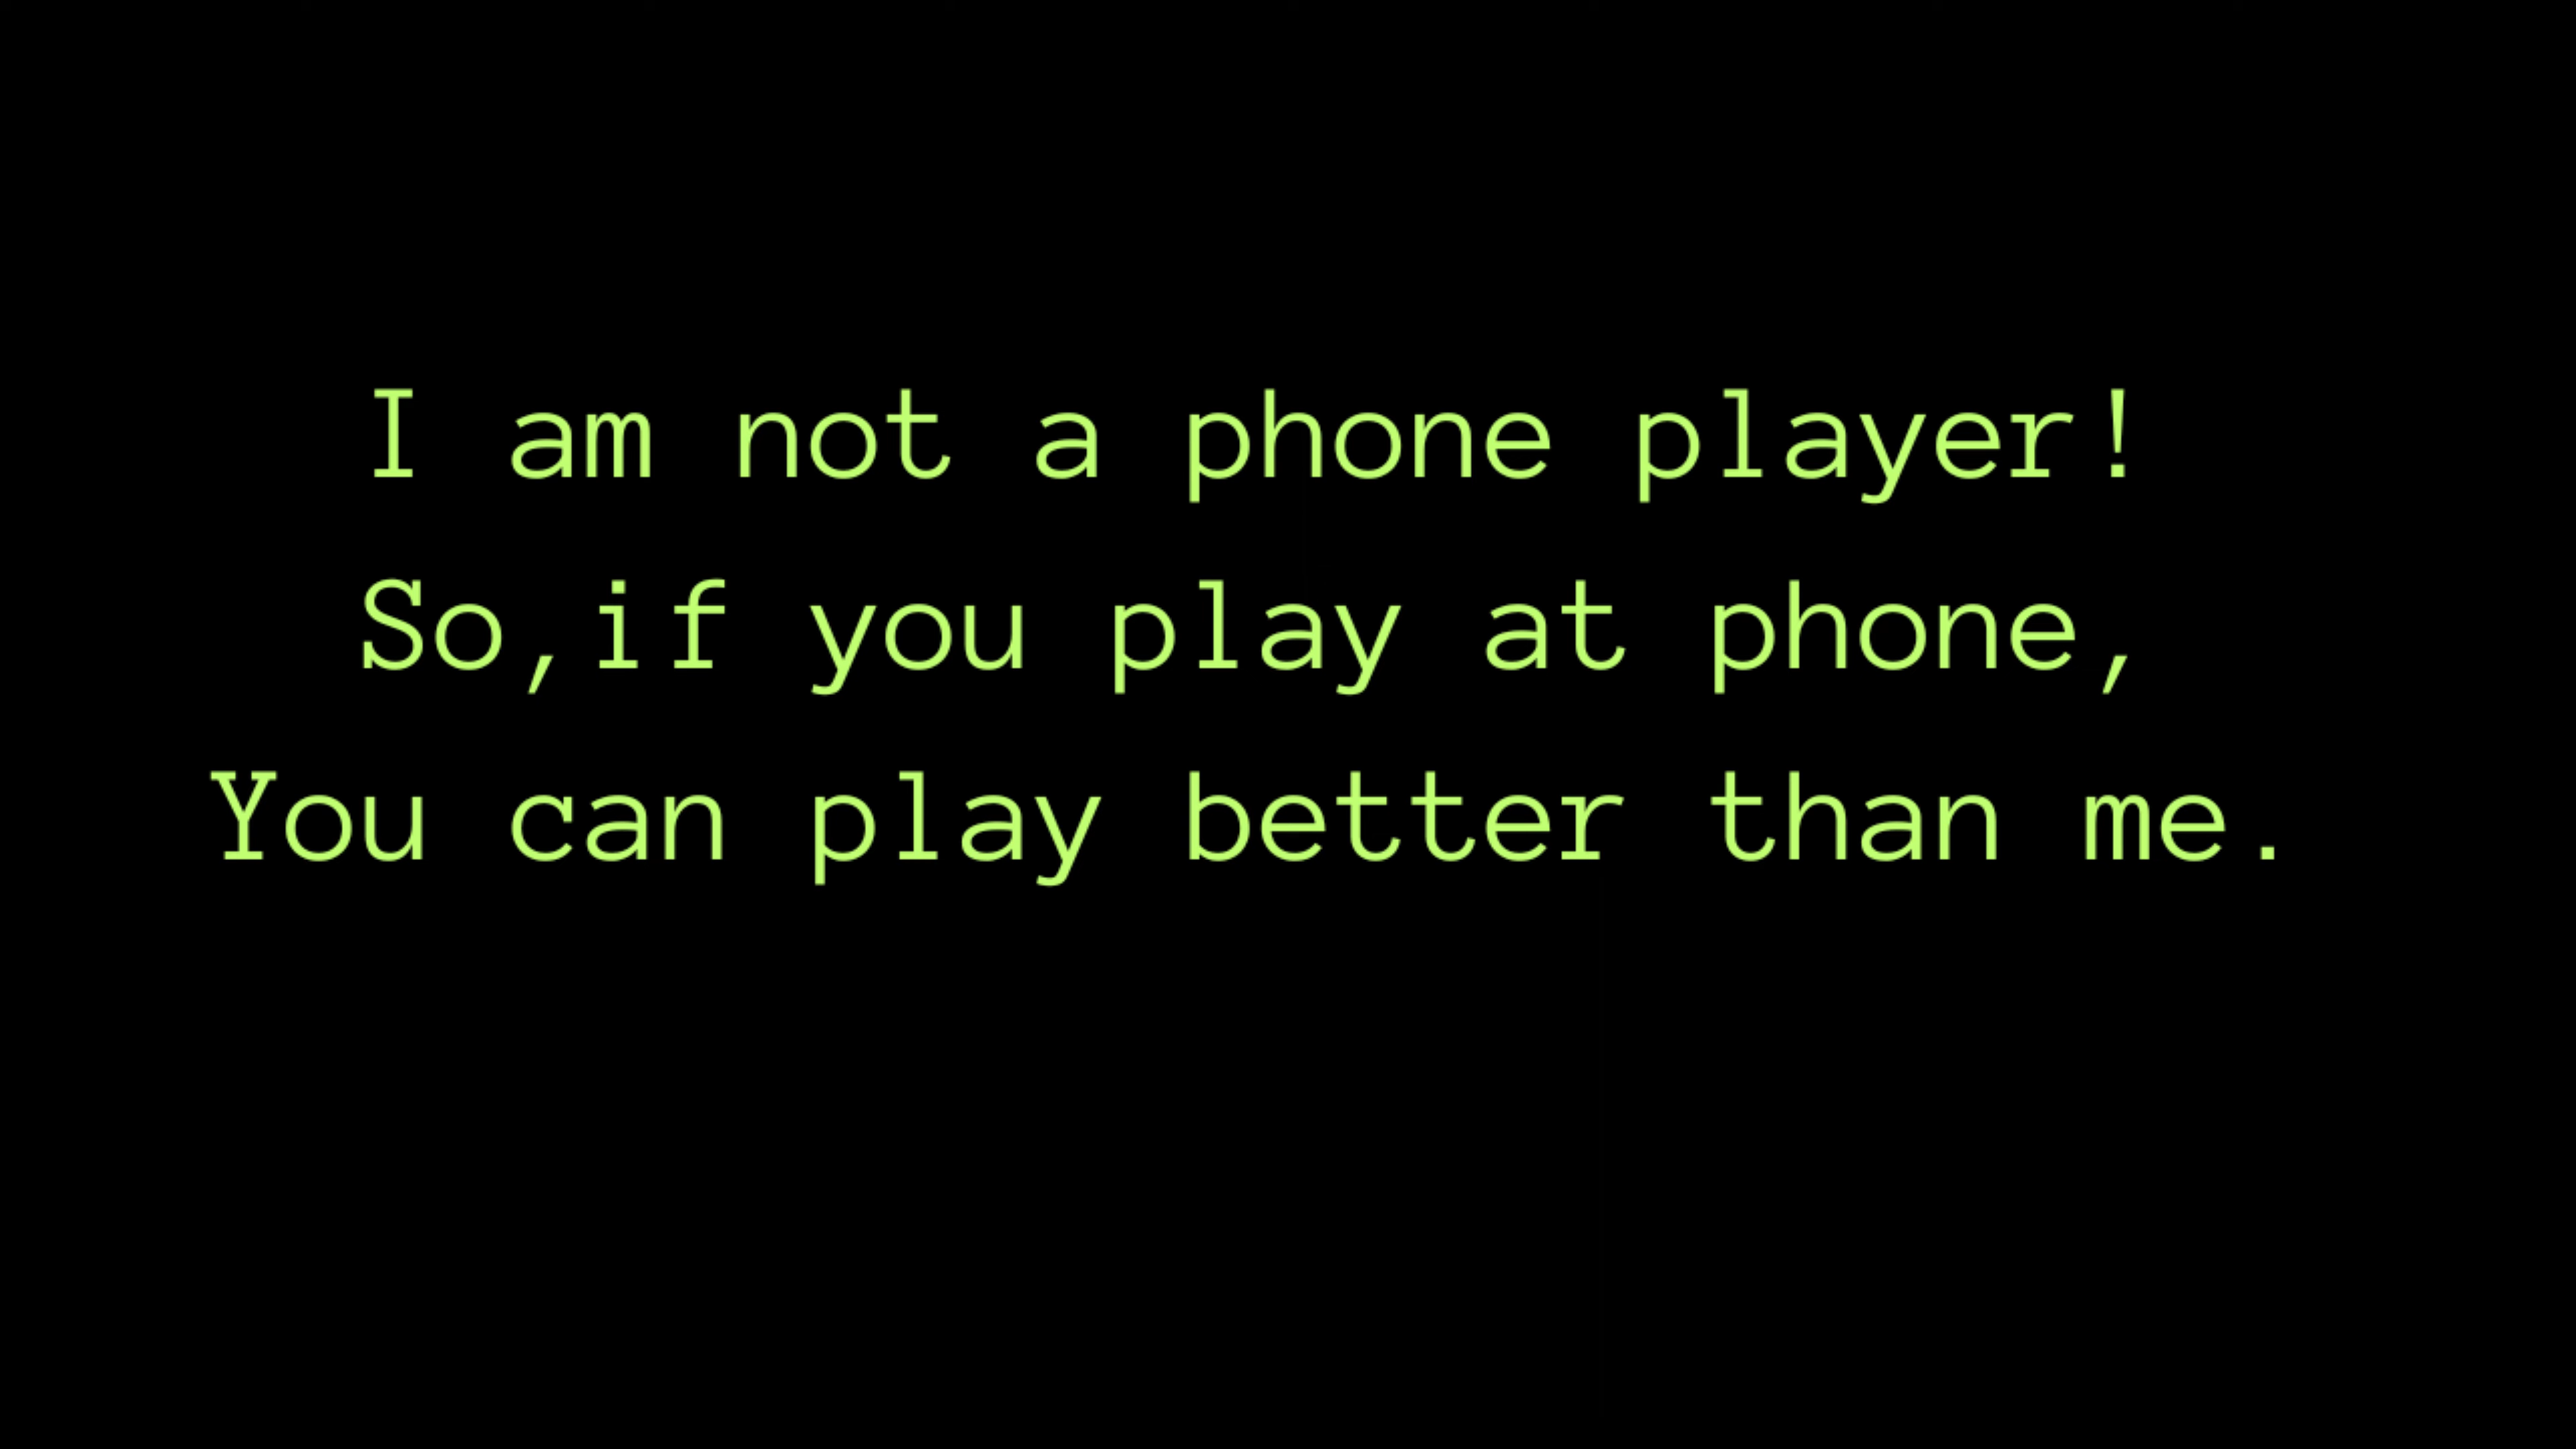 I am not a phone player!
So,if you play at phone,
You can play better than me.